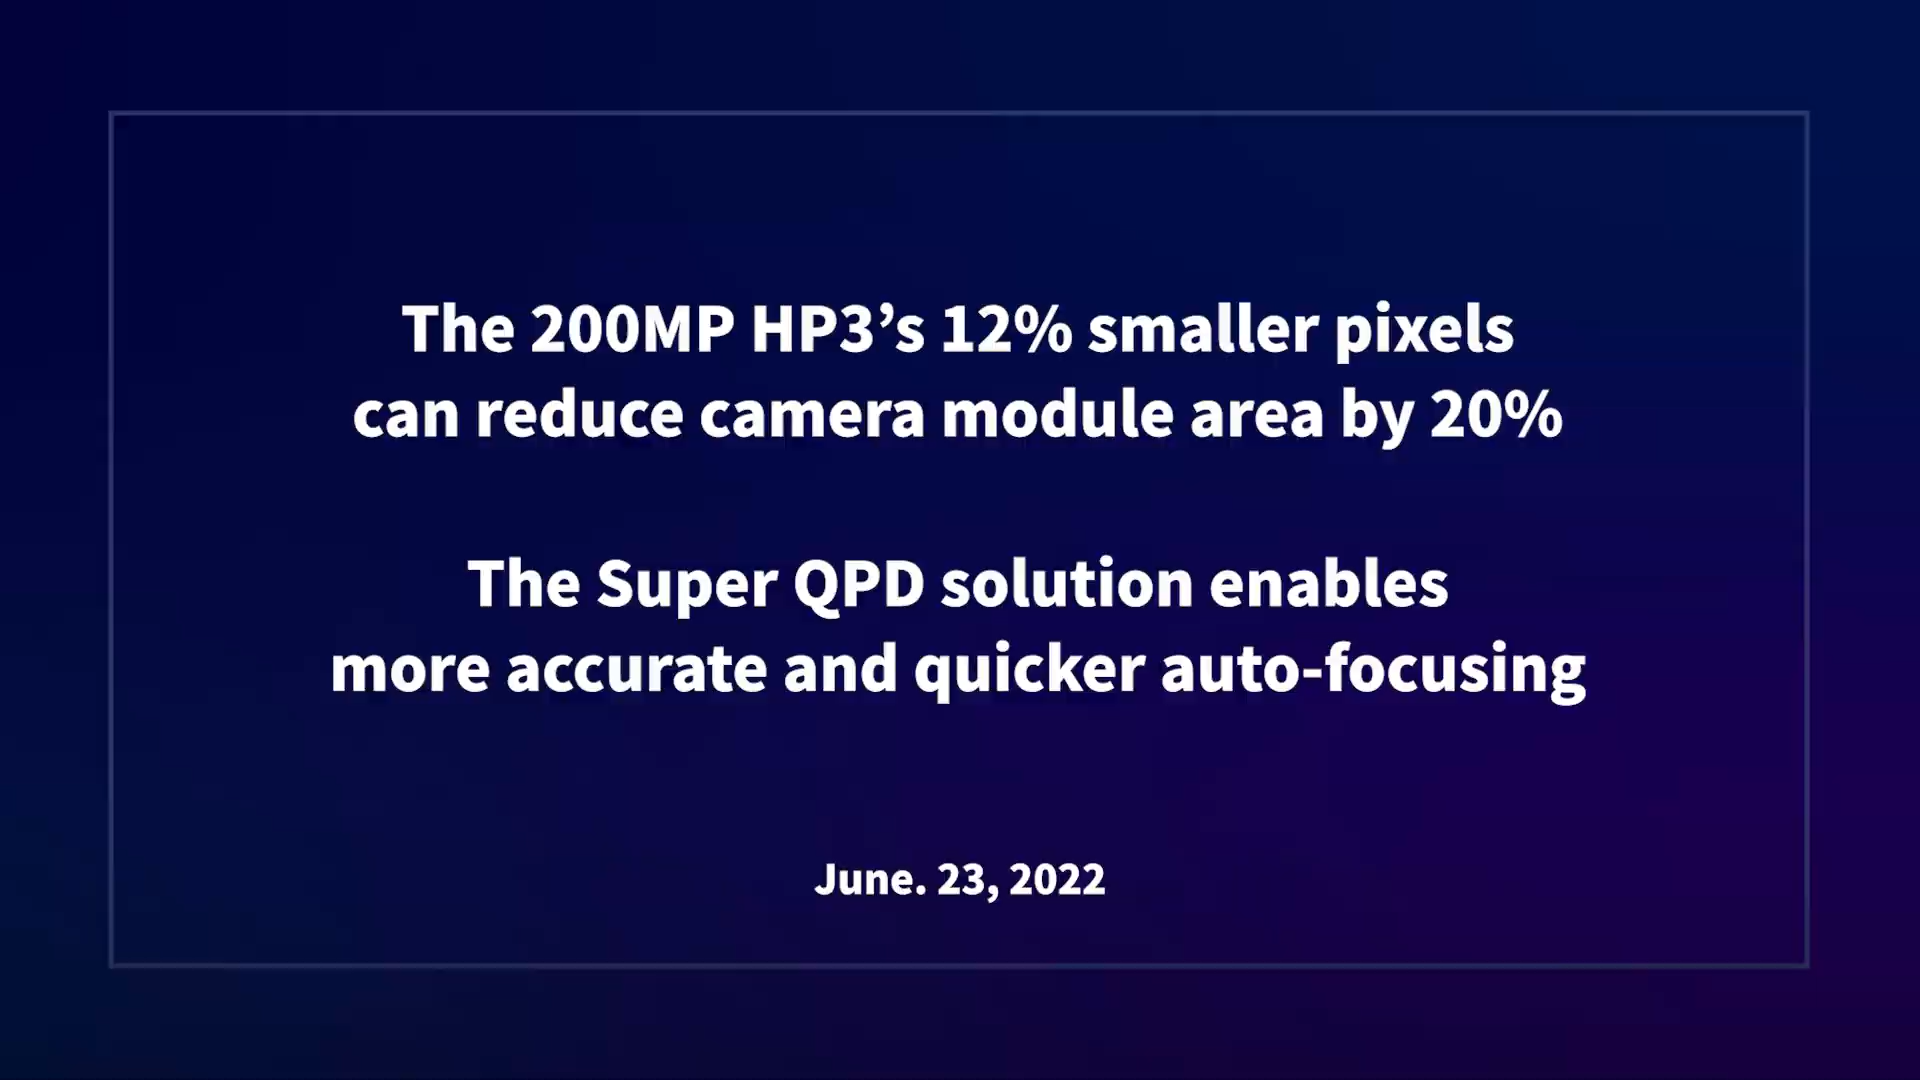 The 200MP HP3’s 12% smaller pixels
can reduce camera module area by 20%
The Super QPD solution enables
more accurate and quicker auto-focusing
June. 23, 2022